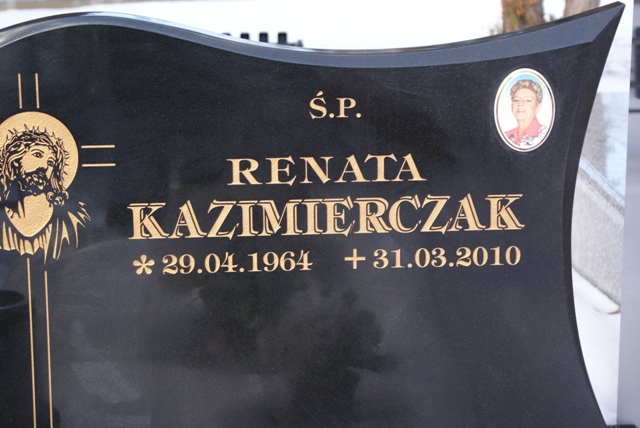 Ś.P.
RENATA
KAZIMIERCZAK
* 29.04.1964 + 31.03.2010